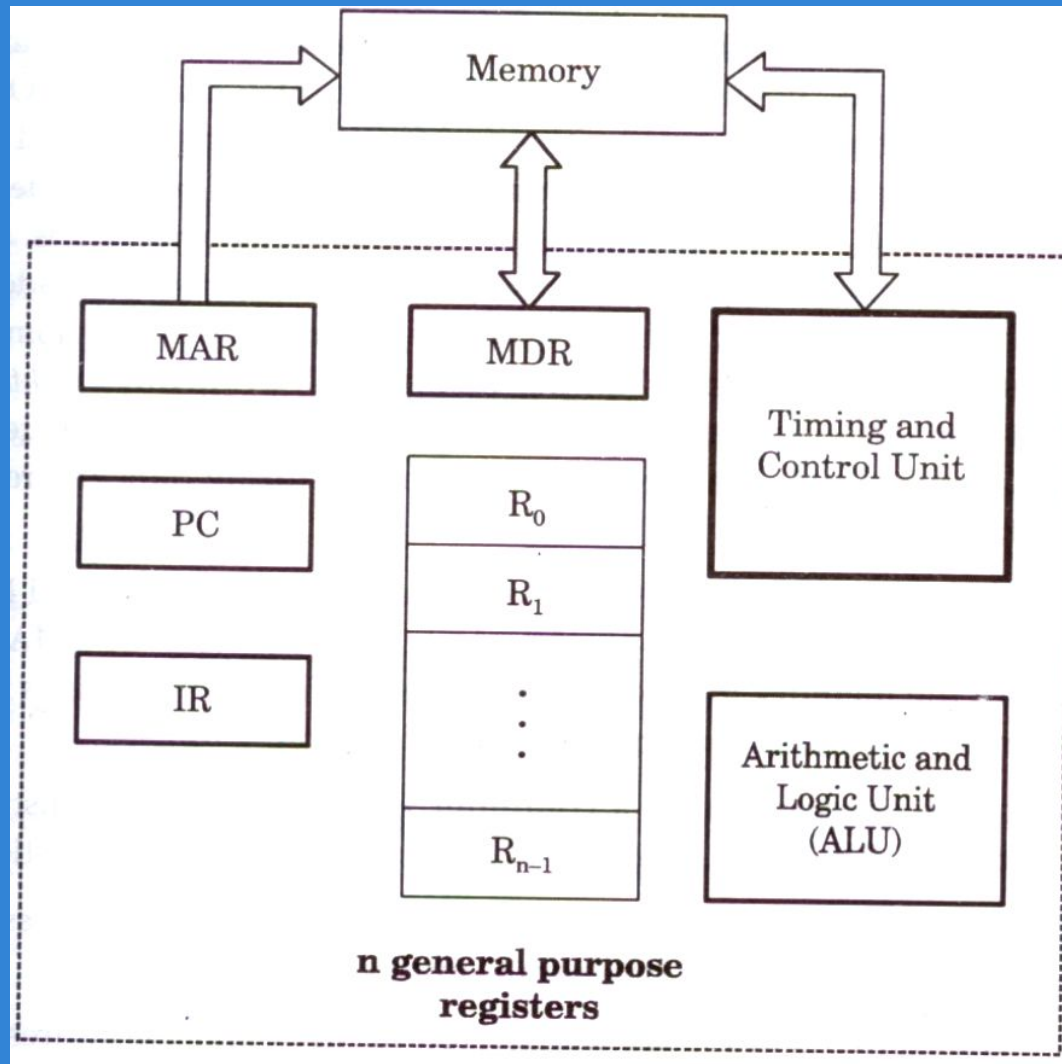 Memory
MAR
MDR
Timing and
Control Unit
PC
R₀
R₁
IR
Arithmetic and
Logic Unit
(ALU)
Rₙ₋₁
n general purpose
registers